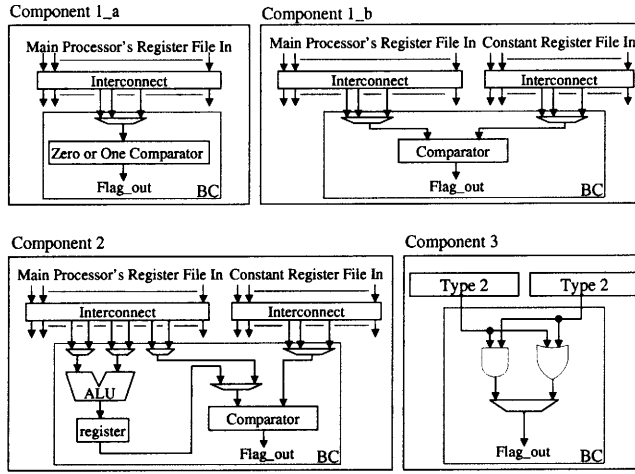 Component 1_a
Main Processor's Register File In
Interconnect
Zero or One Comparator
Flag_out
BC
Component 1_b
Main Processor's Register File In
Constant Register File In
Interconnect
Interconnect
Comparator
Flag_out
BC
Component 2
Main Processor's Register File In
Constant Register File In
Interconnect
Interconnect
ALU
register
Comparator
Flag_out
BC
Component 3
Type 2
Type 2
Flag_out
BC